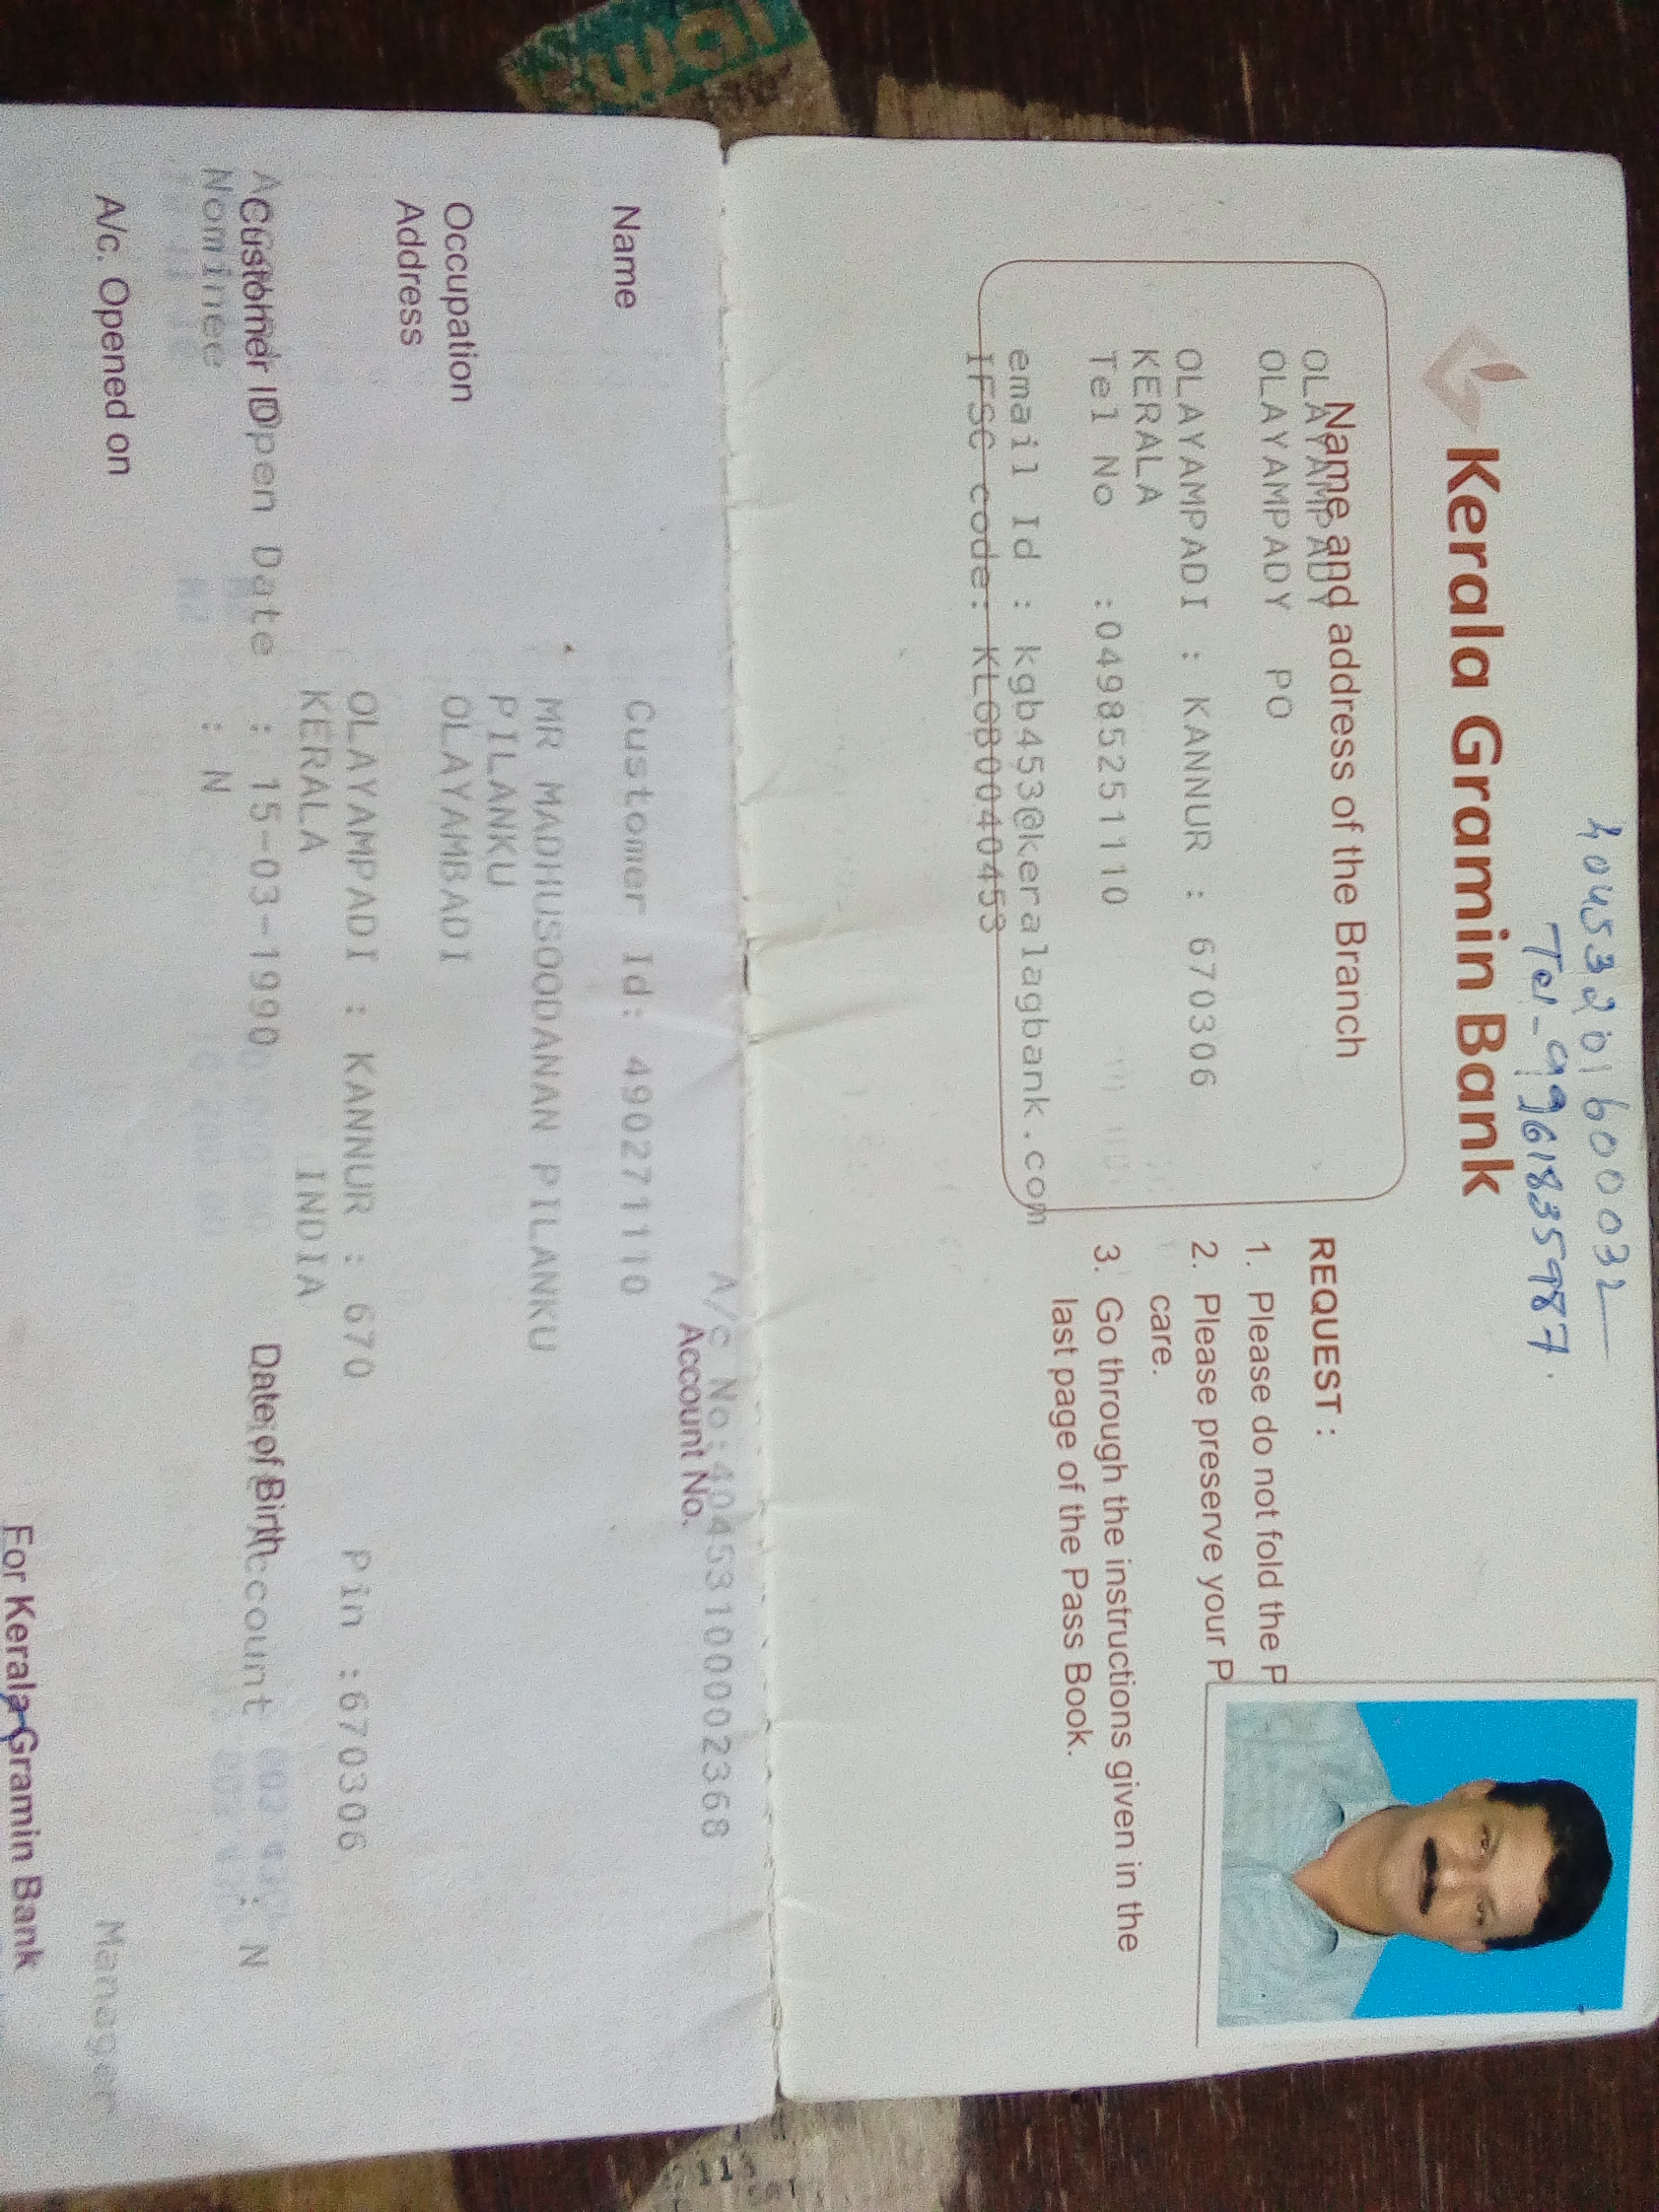 40453201600032
Tel-9961835987.
Kerala Gramin Bank
Name and address of the Branch
OLAYAMPADY
OLAYAMPADY PO
OLAYAMPADI : KANNUR : 670306
KERALA
Tel No :04985251110
email Id : kgb453@keralagbank.com
IFSC code: KLGB0040453
REQUEST :
1. Please do not fold the P
2. Please preserve your P
care.
3. Go through the instructions given in the
last page of the Pass Book.
A/c No:40453100002368
Account No.
Customer Id: 490271110
Name
MR MADHUSOODANAN PILANKU
PILANKU
Occupation
OLAYAMBADI
Address
OLAYAMPADI : KANNUR : 670 Pin :670306
KERALA INDIA
Customer ID
Open Date : 15-03-1990
Date of Birth
Account : N
Nominee : N
A/c. Opened on
Manager
For Kerala Gramin Bank